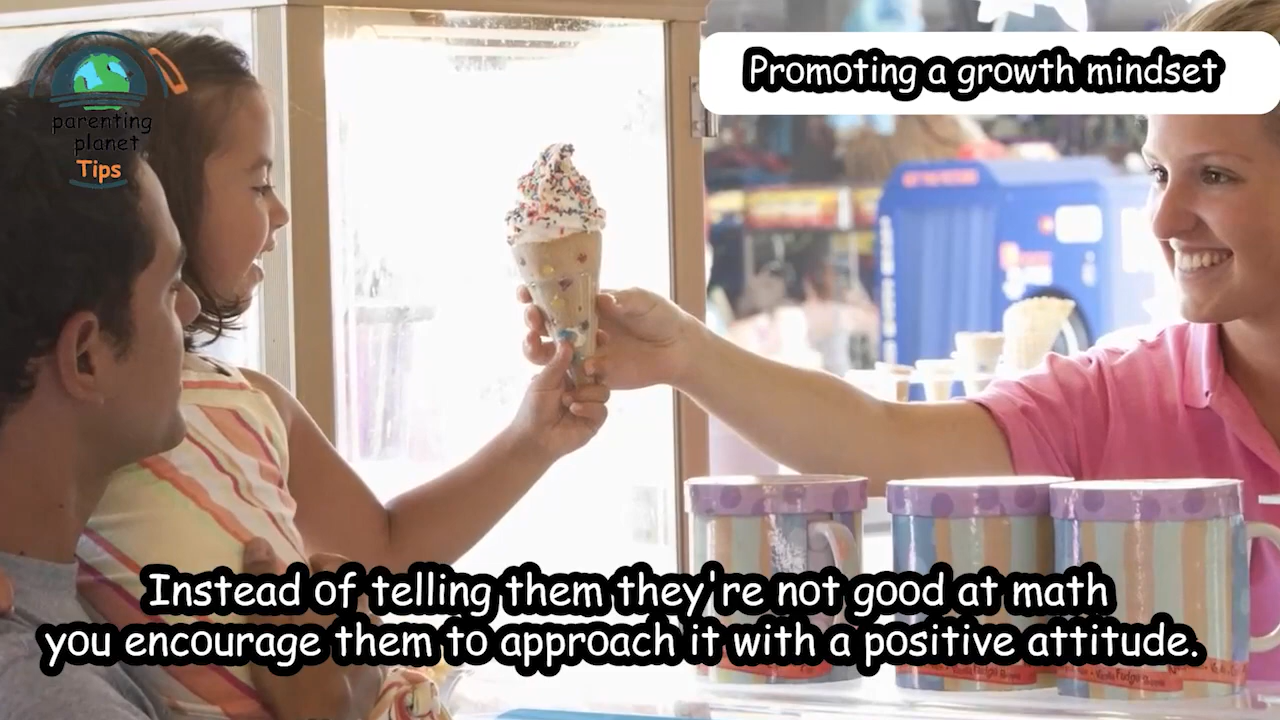 Promoting a growth mindset
parenting
planet
Tips
Instead of telling them they're not good at math
you encourage them to approach it with a positive attitude.